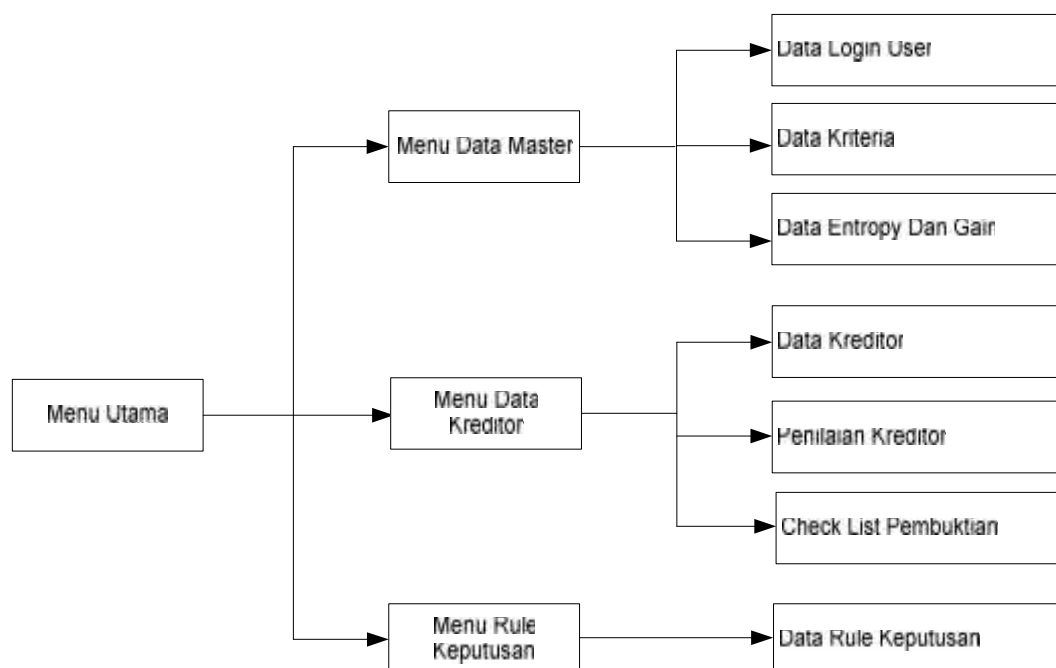 Data Login User
Menu Data Master
Data Kriteria
Data Entropy Dan Gain
Data Kreditor
Menu Utama
Menu Data
Kreditor
Penilaian Kreditor
Check List Pembuktian
Menu Rule
Keputusan
Data Rule Keputusan